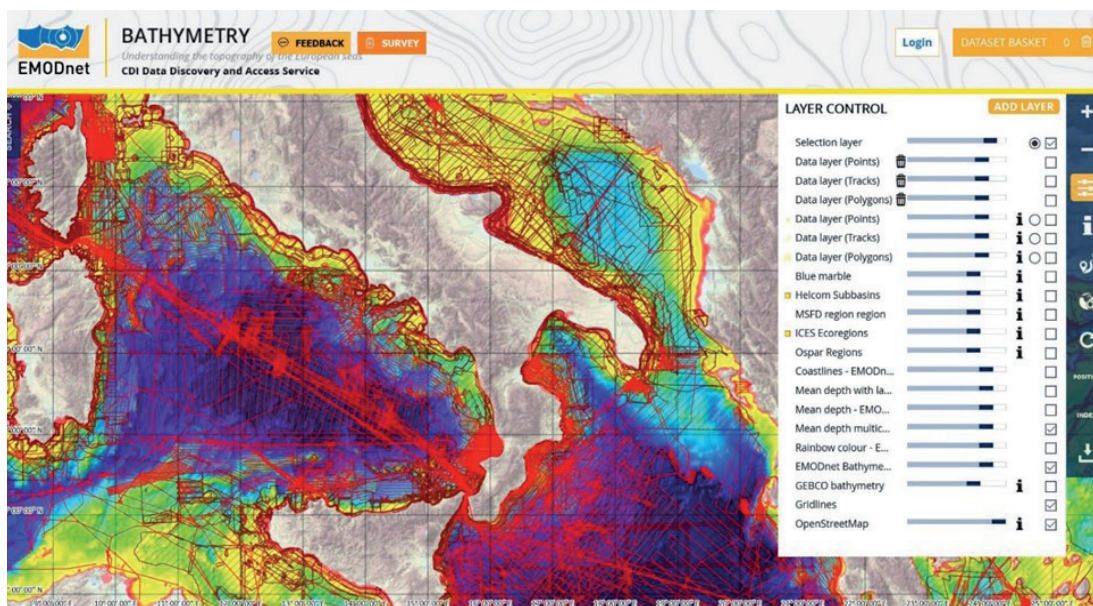 EMODnet
BATHYMETRY
FEEDBACK
SURVEY
Understanding the topography of the European seas
CDI Data Discovery and Access Service
Login
DATASET BASKET 0
SEARCH
LAYER CONTROL
ADD LAYER
Selection layer
Data layer (Points)
Data layer (Tracks)
Data layer (Polygons)
Data layer (Points)
Data layer (Tracks)
Data layer (Polygons)
Blue marble
Helcom Subbasins
MSFD region region
ICES Ecoregions
Ospar Regions
Coastlines - EMODn...
Mean depth with la...
Mean depth - EMO...
Mean depth multic...
Rainbow colour - E...
EMODnet Bathyme...
GEBCO bathymetry
Gridlines
OpenStreetMap
POSITI
INDE